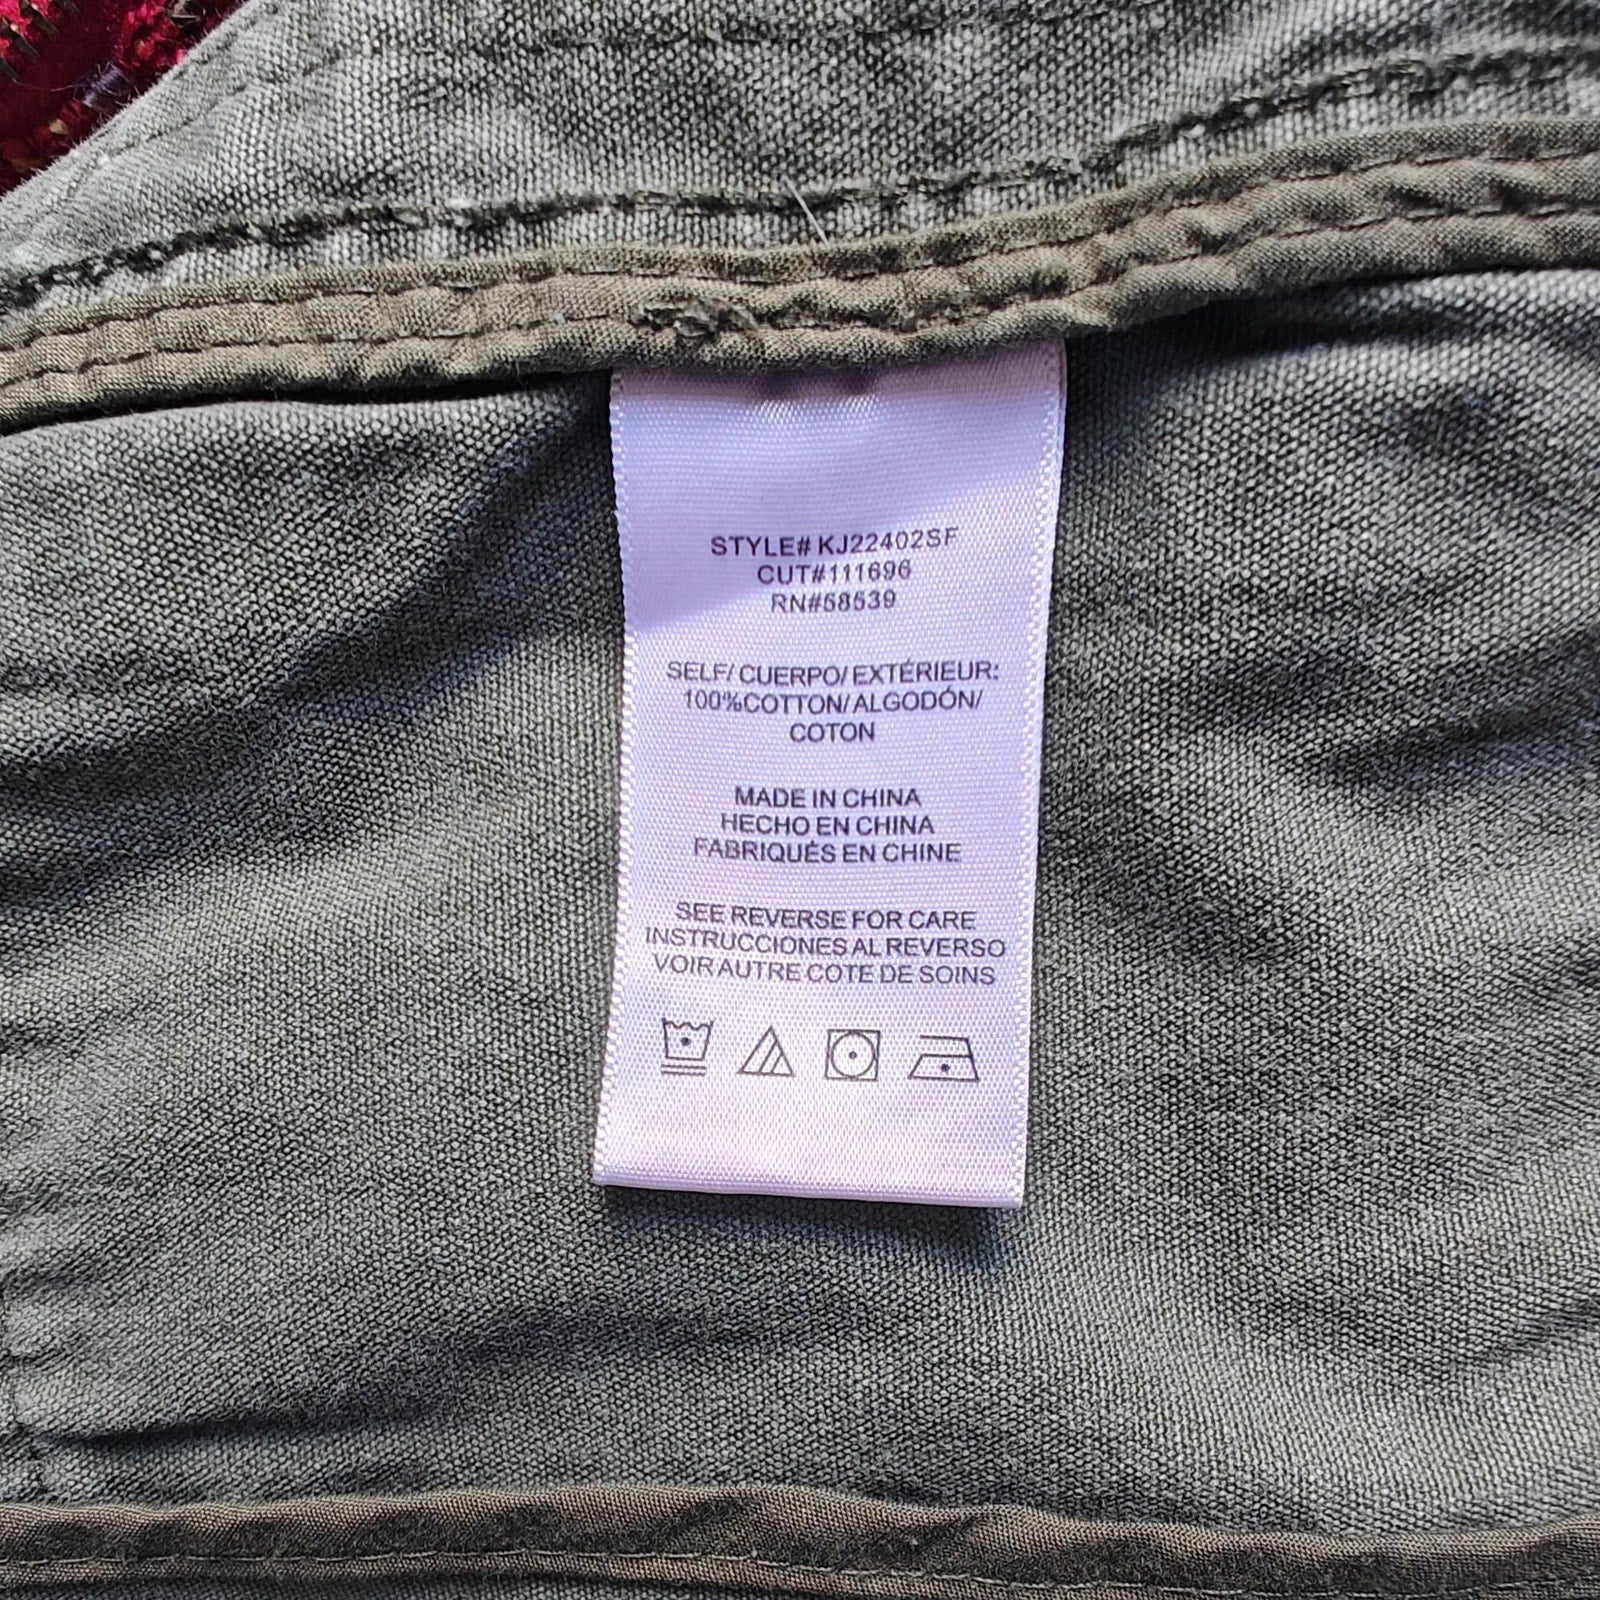 STYLE# KJ22402SF
CUT#111696
RN#58539
SELF/ CUERPO/ EXTÉRIEUR:
100%COTTON/ ALGODÓN/
COTON
MADE IN CHINA
HECHO EN CHINA
FABRIQUÉS EN CHINE
SEE REVERSE FOR CARE
INSTRUCCIONES AL REVERSO
VOIR AUTRE COTE DE SOINS